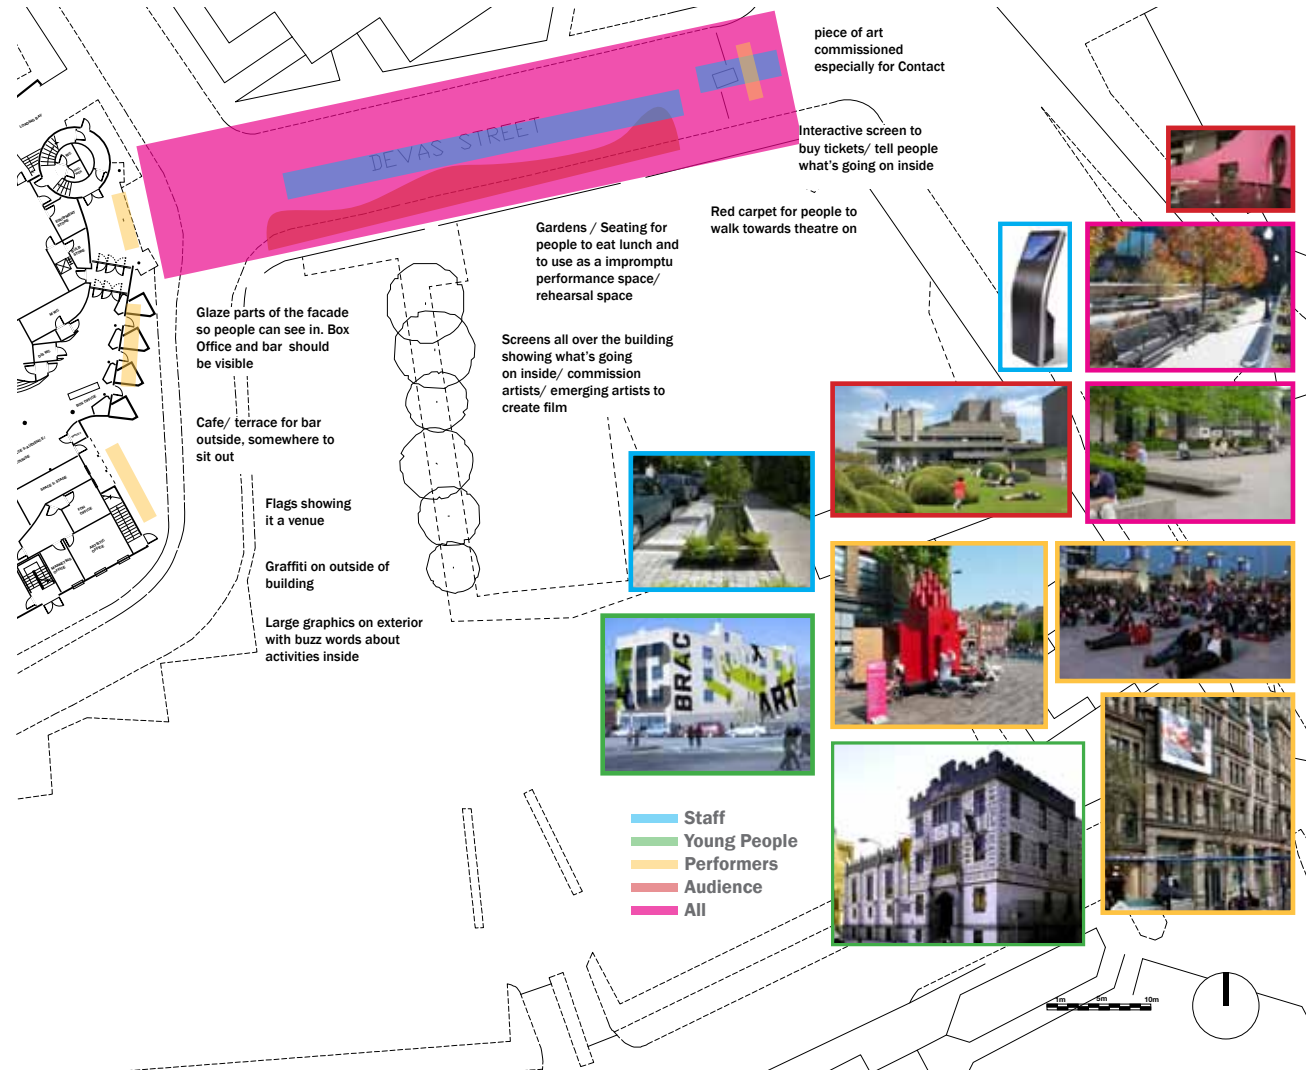 piece of art
commissioned
especially for Contact
DEVAS STREET
Interactive screen to
buy tickets/ tell people
what's going on inside
Red carpet for people to
walk towards theatre on
Gardens / Seating for
people to eat lunch and
to use as a impromptu
performance space/
rehearsal space
Glaze parts of the facade
so people can see in. Box
Office and bar should
be visible
Screens all over the building
showing what's going
on inside/ commission
artists/ emerging artists to
create film
Cafe/ terrace for bar
outside, somewhere to
sit out
Flags showing
it a venue
Graffiti on outside of
building
Large graphics on exterior
with buzz words about
activities inside
BRAC
ART
Staff
Young People
Performers
Audience
All
1m 5m 10m